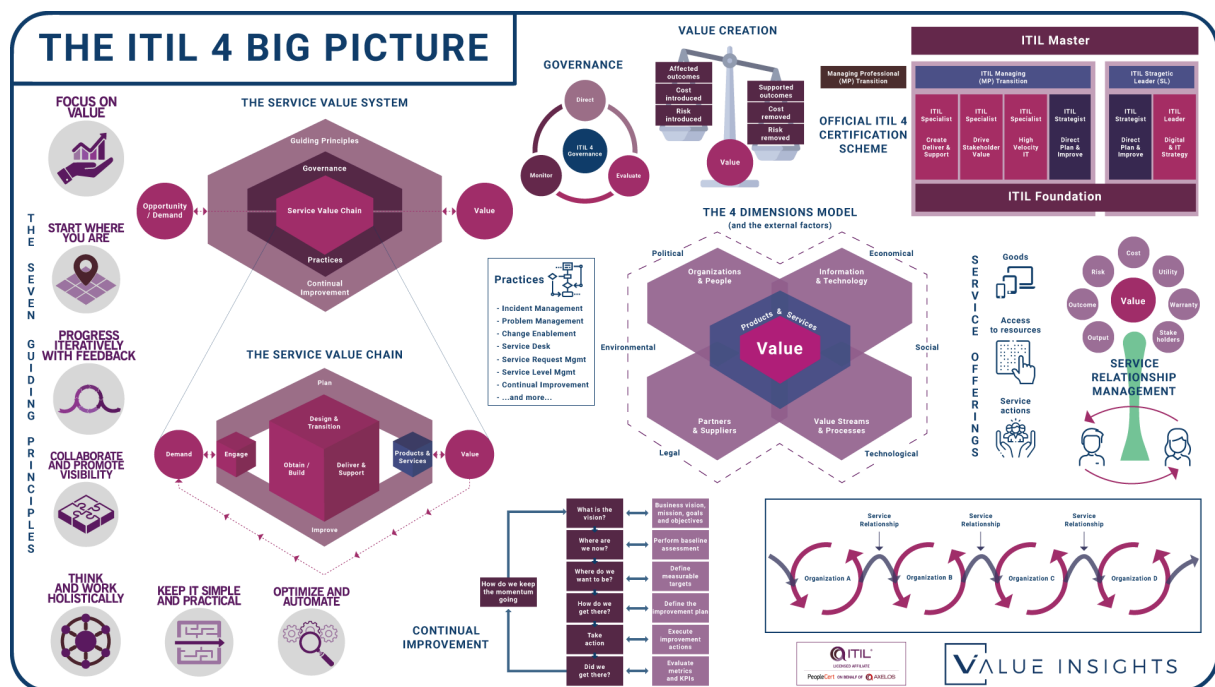 THE ITIL 4 BIG PICTURE
FOCUS ON
VALUE
START WHERE
YOU ARE
PROGRESS
ITERATIVELY
WITH FEEDBACK
COLLABORATE
AND PROMOTE
VISIBILITY
THINK
AND WORK
HOLISTICALLY
KEEP IT SIMPLE
AND PRACTICAL
OPTIMIZE AND
AUTOMATE
THE SEVEN GUIDING PRINCIPLES
THE SERVICE VALUE SYSTEM
Guiding Principles
Governance
Opportunity
/ Demand
Service Value Chain
Value
Practices
Continual
Improvement
THE SERVICE VALUE CHAIN
Plan
Design &
Transition
Demand
Engage
Obtain /
Build
Deliver &
Support
Products &
Services
Value
Improve
GOVERNANCE
Direct
ITIL 4
Governance
Monitor
Evaluate
VALUE CREATION
Affected
outcomes
Cost
introduced
Risk
introduced
Supported
outcomes
Cost
removed
Risk
removed
Value
Managing Professional
(MP) Transition
OFFICIAL ITIL 4
CERTIFICATION
SCHEME
ITIL Master
ITIL Managing
(MP) Transition
ITIL Stragetic
Leader (SL)
ITIL
Specialist
Create
Deliver &
Support
ITIL
Specialist
Drive
Stakeholder
Value
ITIL
Specialist
High
Velocity
IT
ITIL
Strategist
Direct
Plan &
Improve
ITIL
Strategist
Direct
Plan &
Improve
ITIL
Leader
Digital
& IT
Strategy
ITIL Foundation
Practices
- Incident Management
- Problem Management
- Change Enablement
- Service Desk
- Service Request Mgmt
- Service Level Mgmt
- Continual Improvement
- ...and more...
THE 4 DIMENSIONS MODEL
(and the external factors)
Political
Economical
Organizations
& People
Information
& Technology
Products & Services
Value
Environmental
Social
Partners
& Suppliers
Value Streams
& Processes
Legal
Technological
SERVICE OFFERINGS
Goods
Access
to resources
Service
actions
Cost
Risk
Utility
Outcome
Value
Warranty
Output
Stake
holders
SERVICE
RELATIONSHIP
MANAGEMENT
CONTINUAL
IMPROVEMENT
How do we keep
the momentum
going
What is the
vision?
Business vision,
mission, goals
and objectives
Where are
we now?
Perform baseline
assessment
Where do we
want to be?
Define
measurable
targets
How do we
get there?
Define the
improvement plan
Take
action
Execute
improvement
actions
Did we
get there?
Evaluate
metrics
and KPIs
Service
Relationship
Service
Relationship
Service
Relationship
Organization A
Organization B
Organization C
Organization D
ITIL®
LICENSED AFFILIATE
PeopleCert ON BEHALF OF AXELOS
VALUE INSIGHTS